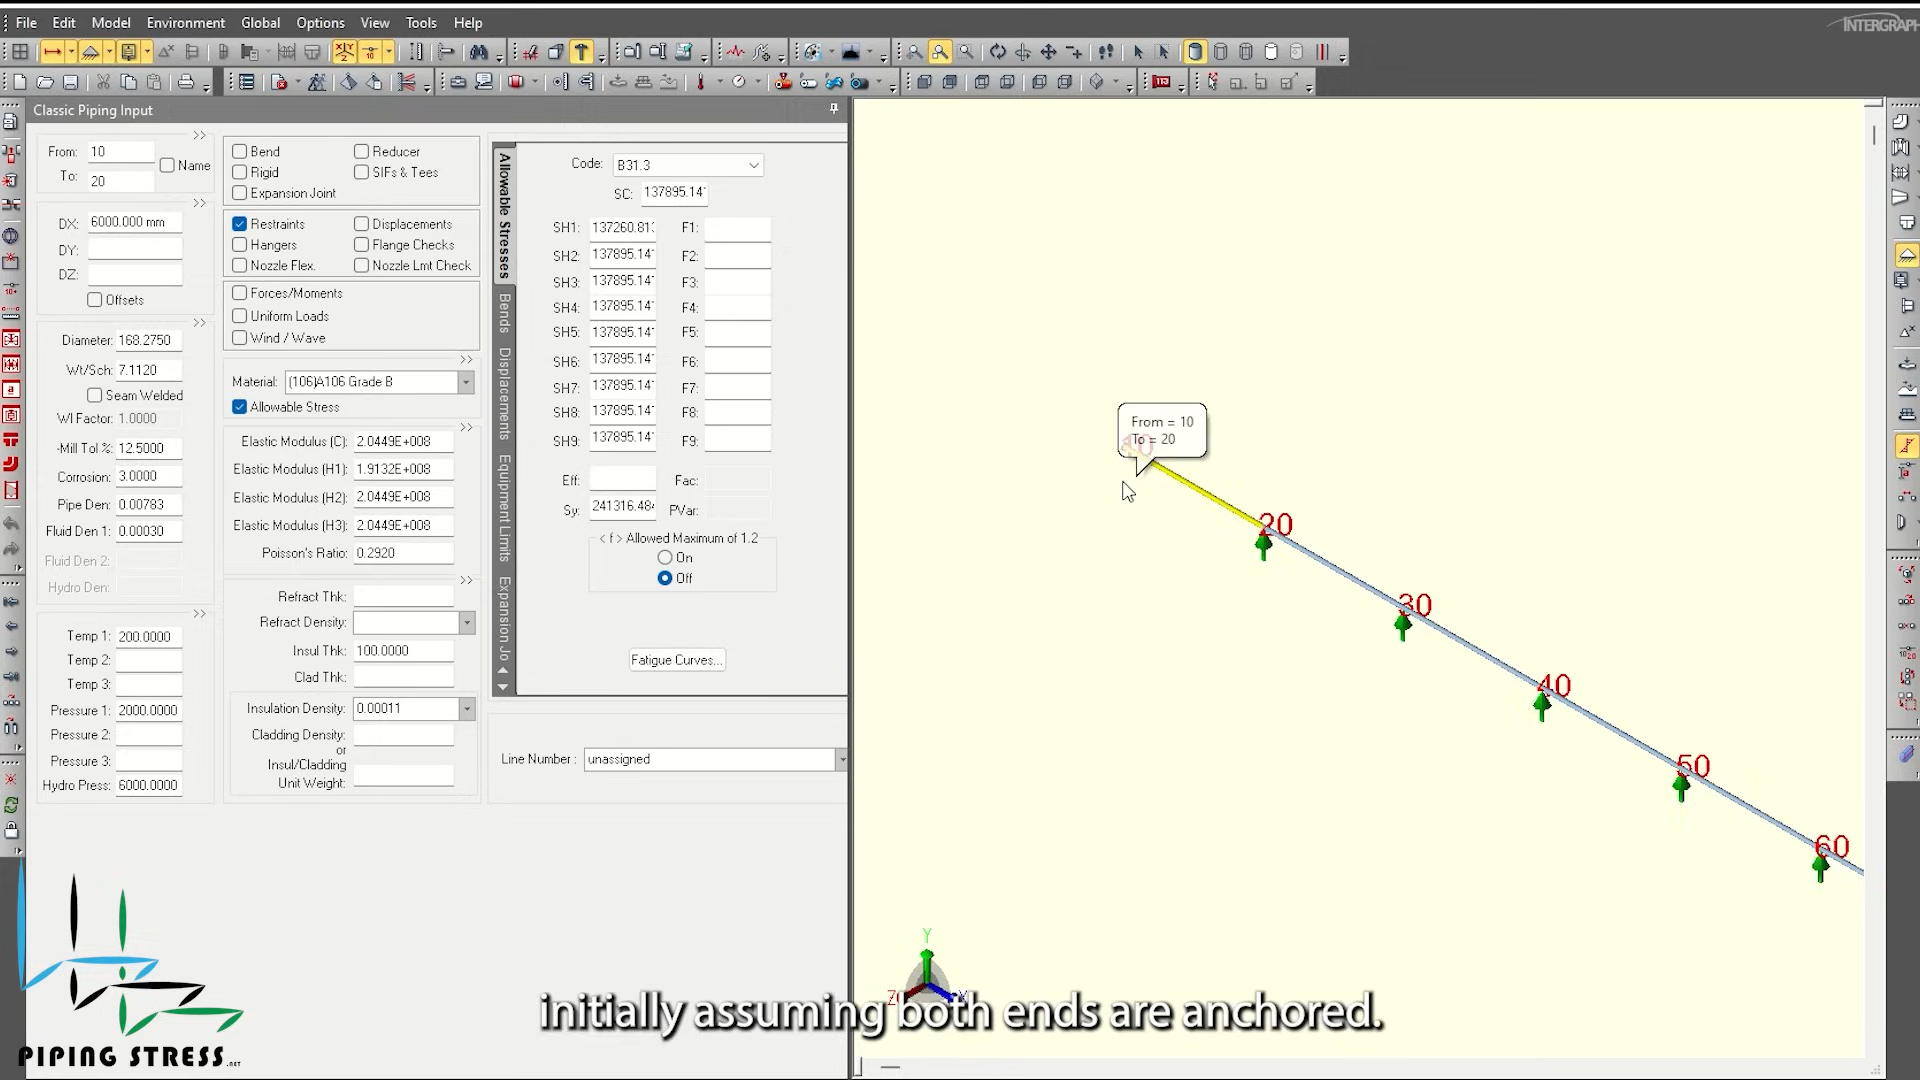 File Edit Model Environment Global Options View Tools Help
INTERGRAPH
Classic Piping Input
From: 10
To: 20
Name
DX: 6000.000 mm
DY:
DZ:
Offsets
Diameter: 168.2750
Wt/Sch: 7.1120
Seam Welded
WI Factor: 1.0000
-Mill Tol %: 12.5000
Corrosion: 3.0000
Pipe Den: 0.00783
Fluid Den 1: 0.00030
Fluid Den 2:
Hydro Den:
Temp 1: 200.0000
Temp 2:
Temp 3:
Pressure 1: 2000.0000
Pressure 2:
Pressure 3:
Hydro Press: 6000.0000
Bend Reducer
Rigid SIFs & Tees
Expansion Joint
Restraints Displacements
Hangers Flange Checks
Nozzle Flex. Nozzle Lmt Check
Forces/Moments
Uniform Loads
Wind / Wave
Material: (106)A106 Grade B
Allowable Stress
Elastic Modulus (C): 2.0449E+008
Elastic Modulus (H1): 1.9132E+008
Elastic Modulus (H2): 2.0449E+008
Elastic Modulus (H3): 2.0449E+008
Poisson's Ratio: 0.2920
Refract Thk:
Refract Density:
Insul Thk: 100.0000
Clad Thk:
Insulation Density: 0.00011
Cladding Density:
or
Insul/Cladding
Unit Weight:
Allowable Stresses
Bends
Displacements
Equipment Limits
Expansion Jo
Code: B31.3
SC: 137895.14
SH1: 137260.81 F1:
SH2: 137895.14 F2:
SH3: 137895.14 F3:
SH4: 137895.14 F4:
SH5: 137895.14 F5:
SH6: 137895.14 F6:
SH7: 137895.14 F7:
SH8: 137895.14 F8:
SH9: 137895.14 F9:
Eff: Fac:
Sy: 241316.48 PVar:
< f > Allowed Maximum of 1.2
On
Off
Fatigue Curves...
Line Number : unassigned
From = 10
To = 20
20
30
40
50
60
Y
Z
X
initially assuming both ends are anchored.
PIPING STRESS.NET